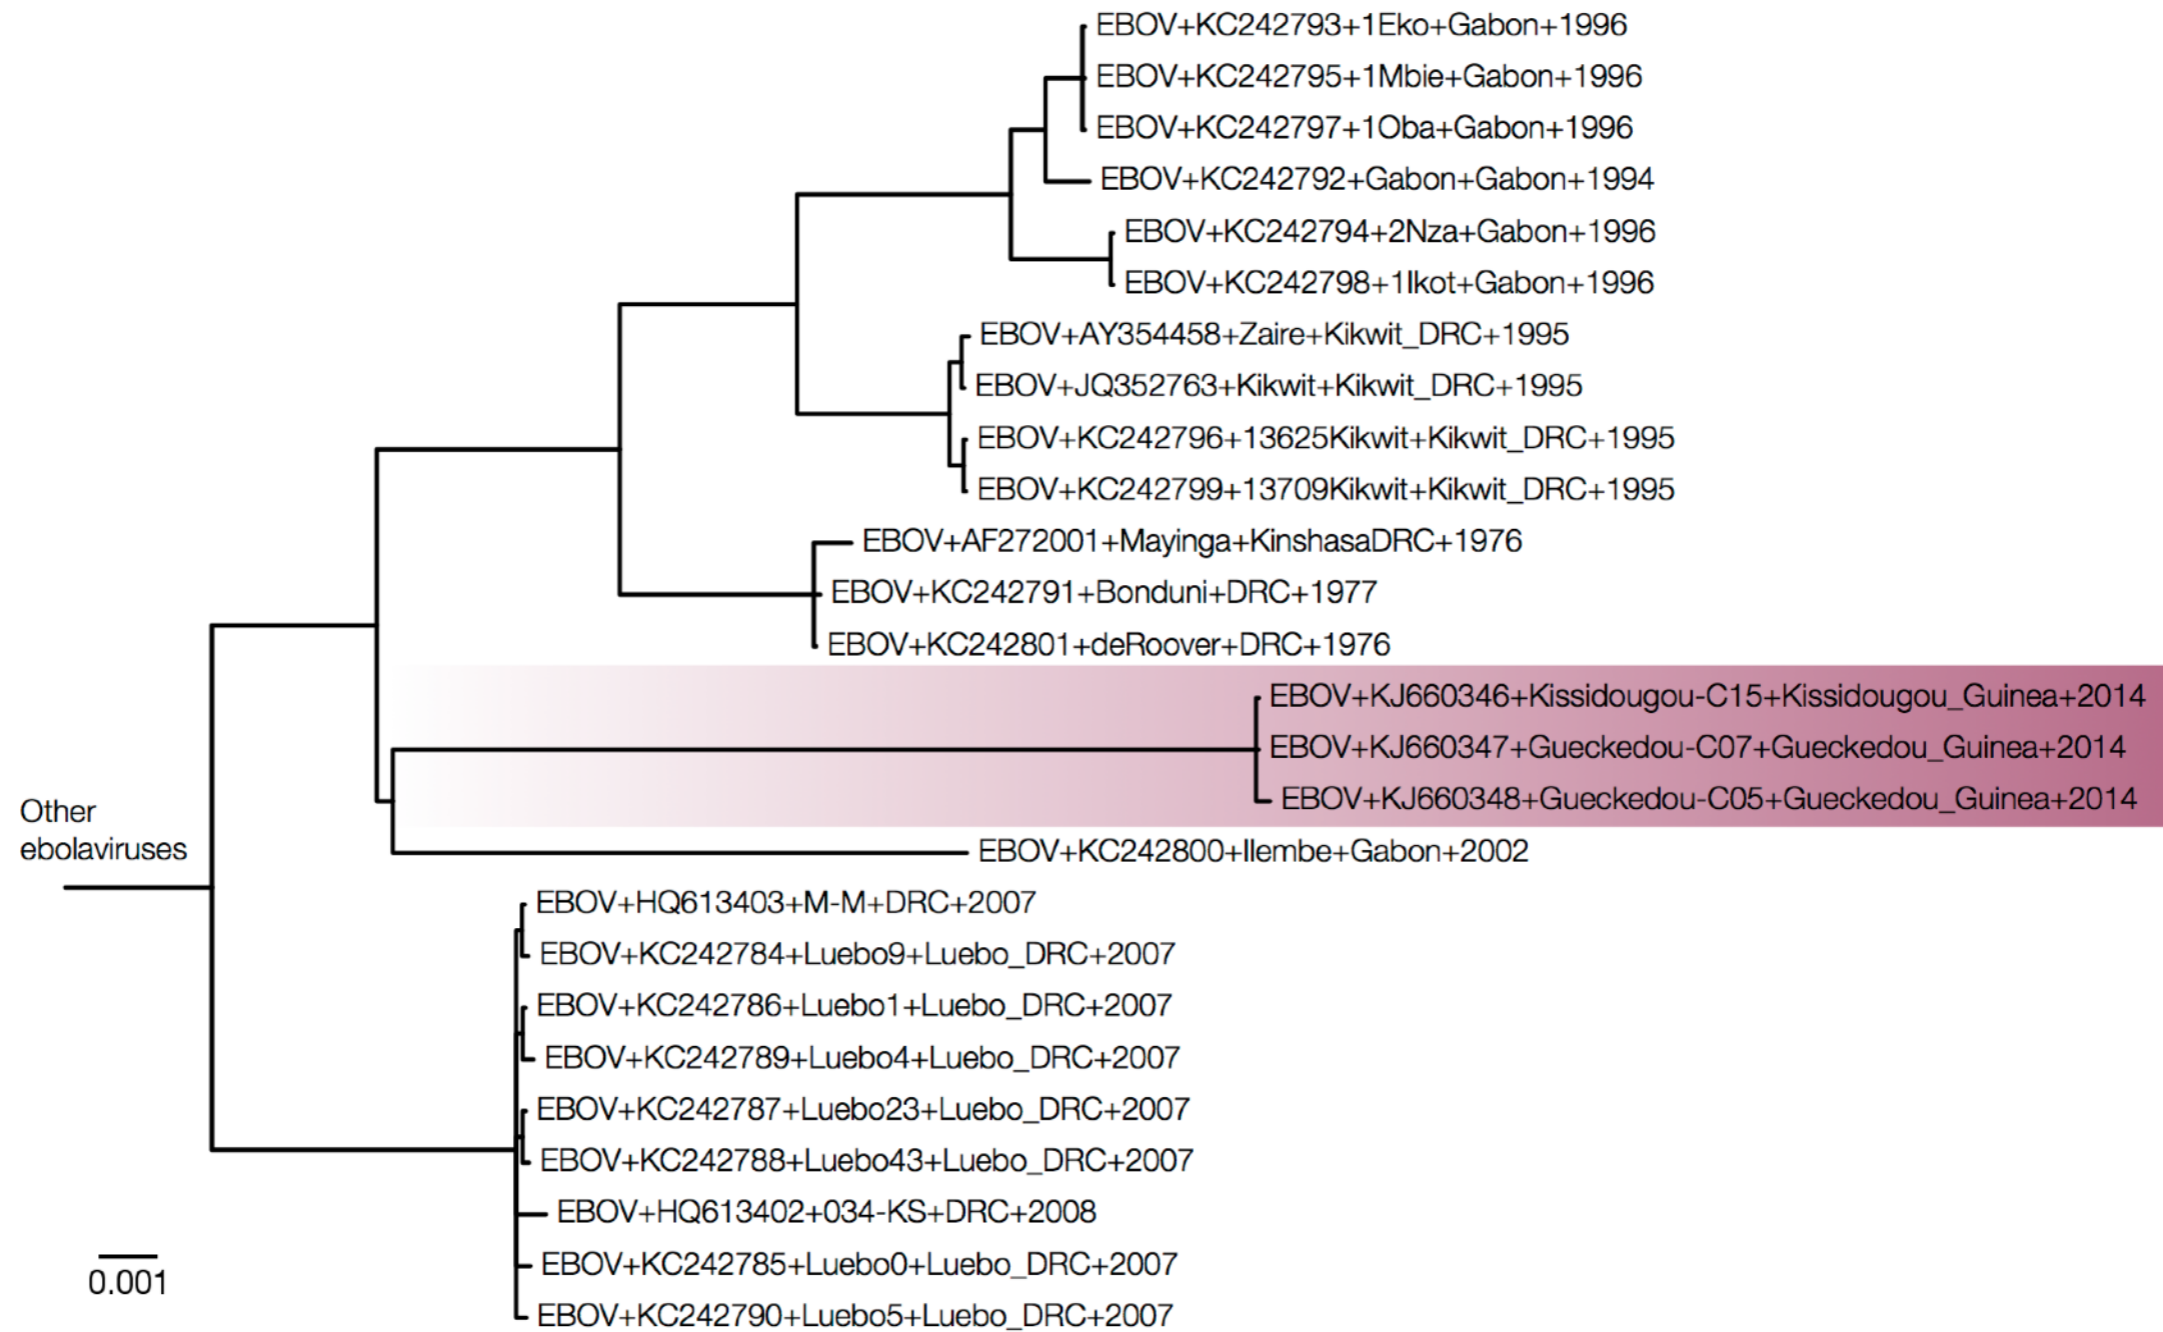 EBOV+KC242793+1Eko+Gabon+1996
EBOV+KC242795+1Mbie+Gabon+1996
EBOV+KC242797+1Oba+Gabon+1996
EBOV+KC242792+Gabon+Gabon+1994
EBOV+KC242794+2Nza+Gabon+1996
EBOV+KC242798+1Ikot+Gabon+1996
EBOV+AY354458+Zaire+Kikwit_DRC+1995
EBOV+JQ352763+Kikwit+Kikwit_DRC+1995
EBOV+KC242796+13625Kikwit+Kikwit_DRC+1995
EBOV+KC242799+13709Kikwit+Kikwit_DRC+1995
EBOV+AF272001+Mayinga+KinshasaDRC+1976
EBOV+KC242791+Bonduni+DRC+1977
EBOV+KC242801+deRoover+DRC+1976
EBOV+KJ660346+Kissidougou-C15+Kissidougou_Guinea+2014
EBOV+KJ660347+Gueckedou-C07+Gueckedou_Guinea+2014
EBOV+KJ660348+Gueckedou-C05+Gueckedou_Guinea+2014
Other
ebolaviruses
EBOV+KC242800+Ilembe+Gabon+2002
EBOV+HQ613403+M-M+DRC+2007
EBOV+KC242784+Luebo9+Luebo_DRC+2007
EBOV+KC242786+Luebo1+Luebo_DRC+2007
EBOV+KC242789+Luebo4+Luebo_DRC+2007
EBOV+KC242787+Luebo23+Luebo_DRC+2007
EBOV+KC242788+Luebo43+Luebo_DRC+2007
EBOV+HQ613402+034-KS+DRC+2008
EBOV+KC242785+Luebo0+Luebo_DRC+2007
EBOV+KC242790+Luebo5+Luebo_DRC+2007
0.001